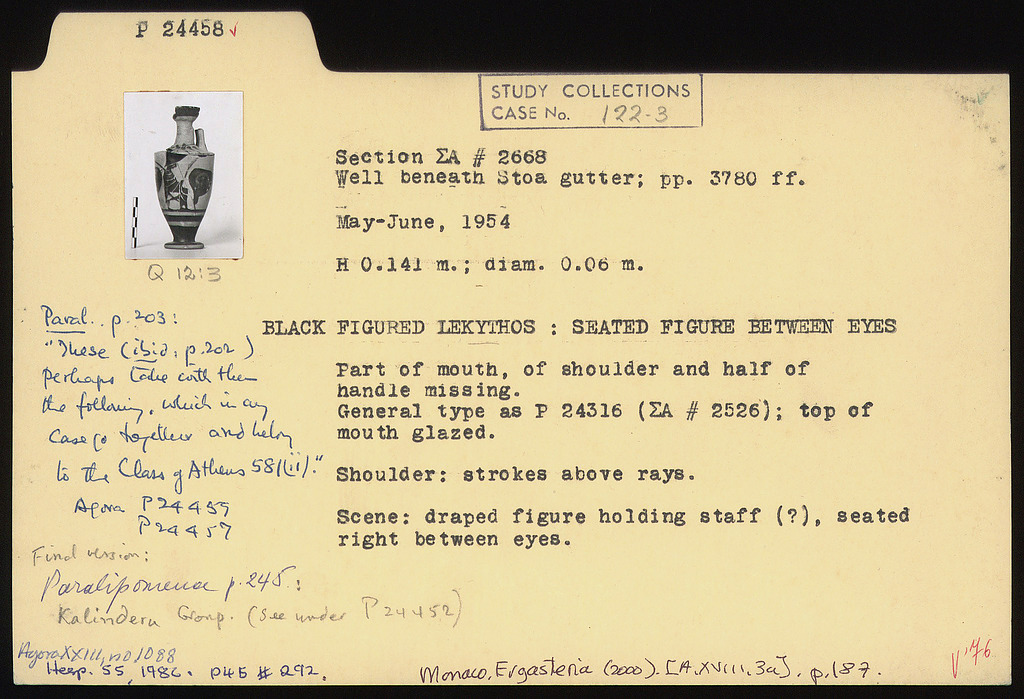 P 24458 ✓
STUDY COLLECTIONS
CASE No. 122-3
Section ΣA # 2668
Well beneath Stoa gutter; pp. 3780 ff.
May-June, 1954
H 0.141 m.; diam. 0.06 m.
Q 12:3
BLACK FIGURED LEKYTHOS : SEATED FIGURE BETWEEN EYES
Part of mouth, of shoulder and half of
handle missing.
General type as P 24316 (ΣA # 2526); top of
mouth glazed.
Shoulder: strokes above rays.
Scene: draped figure holding staff (?), seated
right between eyes.
Paral. p. 203:
"These (ibid, p. 202)
perhaps take with them
the following, which in any
case go together and belong
to the Class of Athens 581(ii)."
Agora P 24459
P 24457
Final version:
Paralipomena p. 245:
Kalinderu Group. (See under P 24452)
Agora XXIII, no 1088
Hesp. 55, 1986. p45 # 292.
Monaco, Ergasteria (2000). [A.XVIII.3a]. p. 187.
√'76